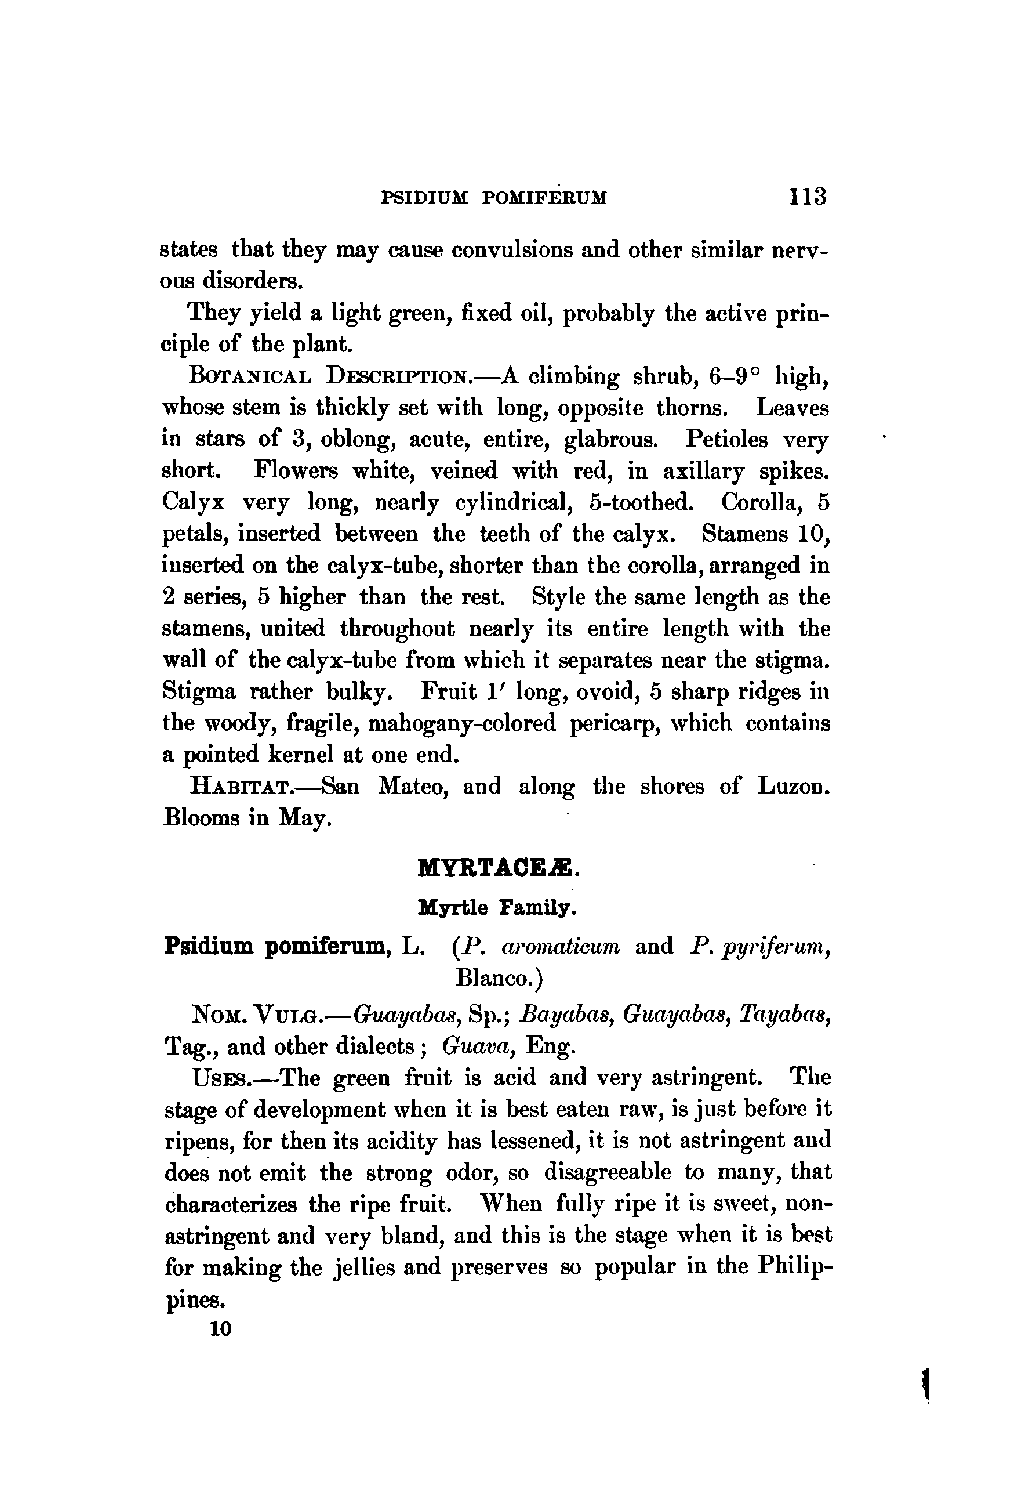 PSIDIUM POMIFERUM 113
states that they may cause convulsions and other similar nerv-
ous disorders.
They yield a light green, fixed oil, probably the active prin-
ciple of the plant.
BOTANICAL DESCRIPTION.—A climbing shrub, 6–9° high,
whose stem is thickly set with long, opposite thorns. Leaves
in stars of 3, oblong, acute, entire, glabrous. Petioles very
short. Flowers white, veined with red, in axillary spikes.
Calyx very long, nearly cylindrical, 5-toothed. Corolla, 5
petals, inserted between the teeth of the calyx. Stamens 10,
inserted on the calyx-tube, shorter than the corolla, arranged in
2 series, 5 higher than the rest. Style the same length as the
stamens, united throughout nearly its entire length with the
wall of the calyx-tube from which it separates near the stigma.
Stigma rather bulky. Fruit 1′ long, ovoid, 5 sharp ridges in
the woody, fragile, mahogany-colored pericarp, which contains
a pointed kernel at one end.
HABITAT.—San Mateo, and along the shores of Luzon.
Blooms in May.
MYRTACEÆ.
Myrtle Family.
Psidium pomiferum, L. (P. aromaticum and P. pyriferum,
Blanco.)
NOM. VULG.—Guayabas, Sp.; Bayabas, Guayabas, Tayabas,
Tag., and other dialects; Guava, Eng.
USES.—The green fruit is acid and very astringent. The
stage of development when it is best eaten raw, is just before it
ripens, for then its acidity has lessened, it is not astringent and
does not emit the strong odor, so disagreeable to many, that
characterizes the ripe fruit. When fully ripe it is sweet, non-
astringent and very bland, and this is the stage when it is best
for making the jellies and preserves so popular in the Philip-
pines.
10